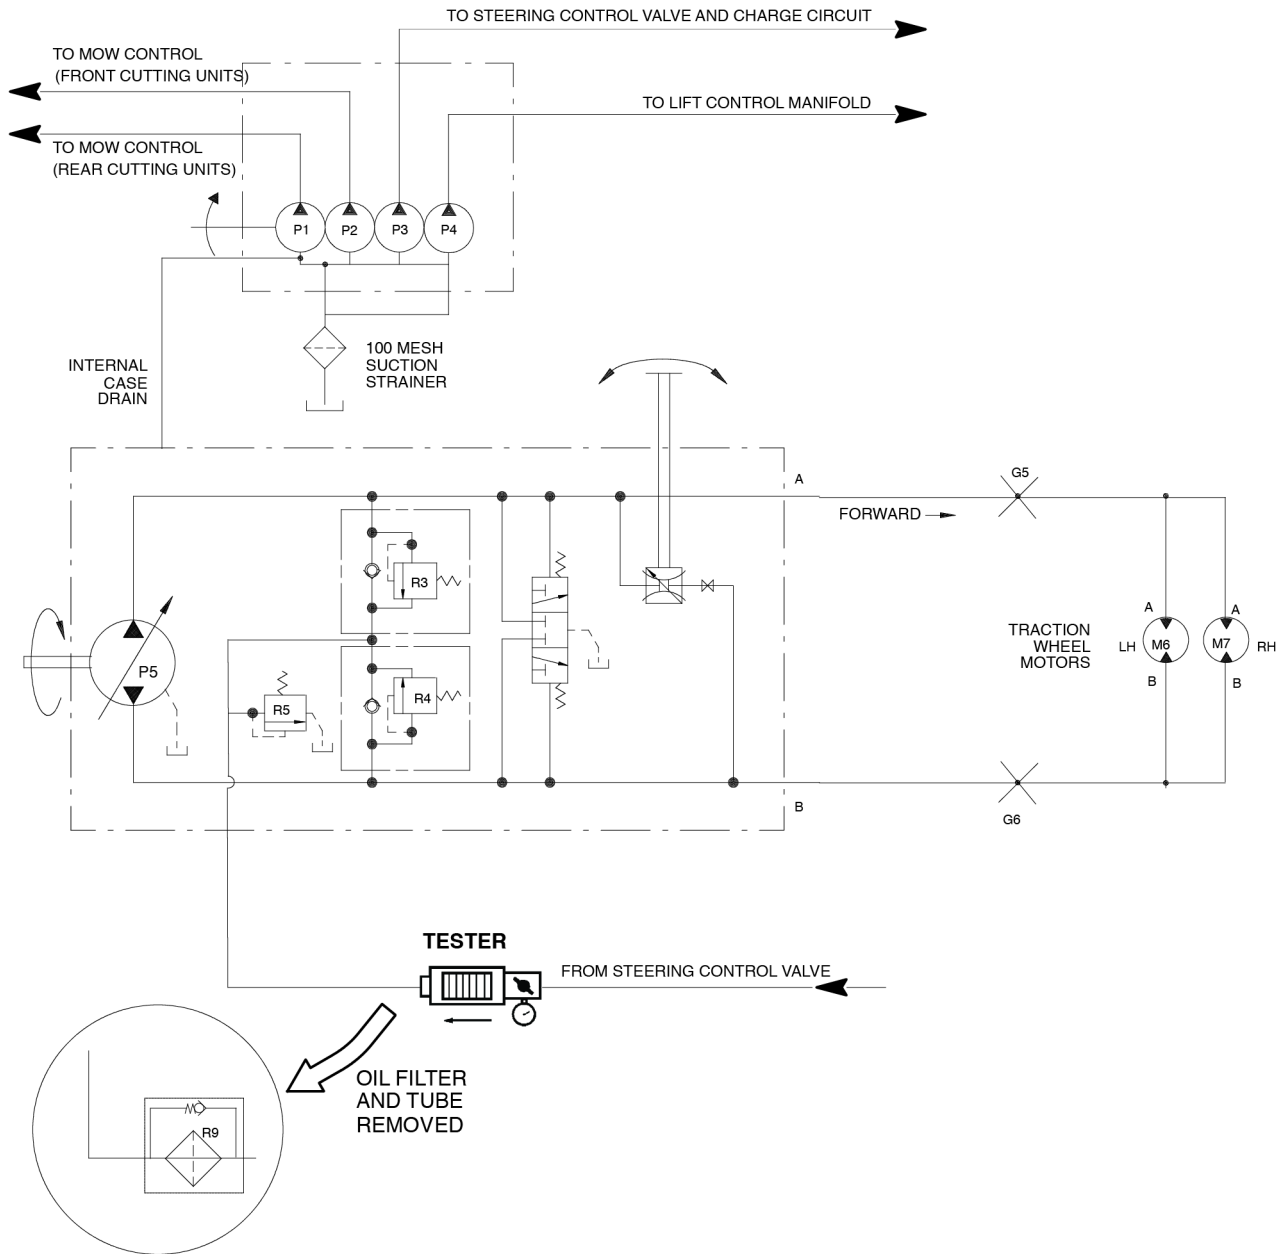 TO STEERING CONTROL VALVE AND CHARGE CIRCUIT
TO MOW CONTROL
(FRONT CUTTING UNITS)
TO LIFT CONTROL MANIFOLD
TO MOW CONTROL
(REAR CUTTING UNITS)
P1
P2
P3
P4
100 MESH
SUCTION
STRAINER
INTERNAL
CASE
DRAIN
A
G5
FORWARD
R3
A
A
TRACTION
WHEEL
MOTORS
LH
M6
M7
RH
B
B
P5
R5
R4
B
G6
TESTER
FROM STEERING CONTROL VALVE
OIL FILTER
AND TUBE
REMOVED
R9